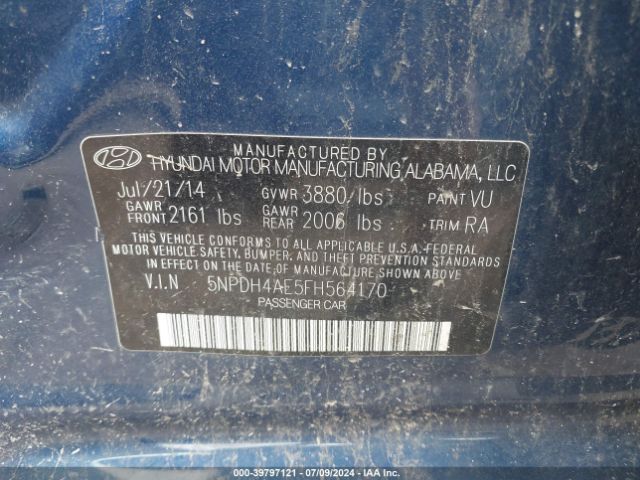 MANUFACTURED BY
HYUNDAI MOTOR MANUFACTURING ALABAMA, LLC
Jul/21/14 GVWR 3880 lbs PAINT VU
GAWR FRONT 2161 lbs GAWR REAR 2006 lbs TRIM RA
THIS VEHICLE CONFORMS TO ALL APPLICABLE U.S.A. FEDERAL
MOTOR VEHICLE SAFETY, BUMPER, AND THEFT PREVENTION STANDARDS
IN EFFECT ON THE DATE OF MANUFACTURE SHOWN ABOVE.
V.I.N 5NPDH4AE5FH564170
PASSENGER CAR
000-39797121 - 07/09/2024 - IAA Inc.